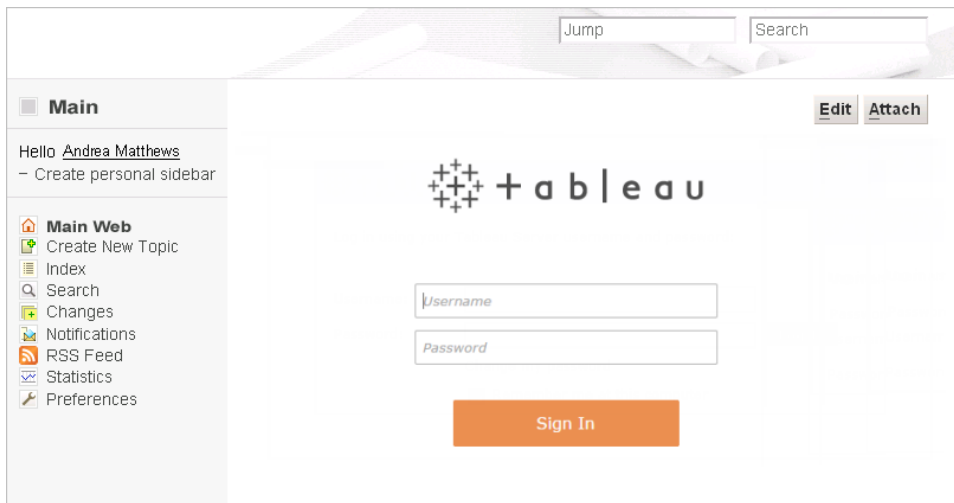 Jump Search
Main
Edit Attach
Hello Andrea Matthews
– Create personal sidebar
+ableau
Main Web
Create New Topic
Index
Search
Changes
Notifications
RSS Feed
Statistics
Preferences
Username
Password
Sign In